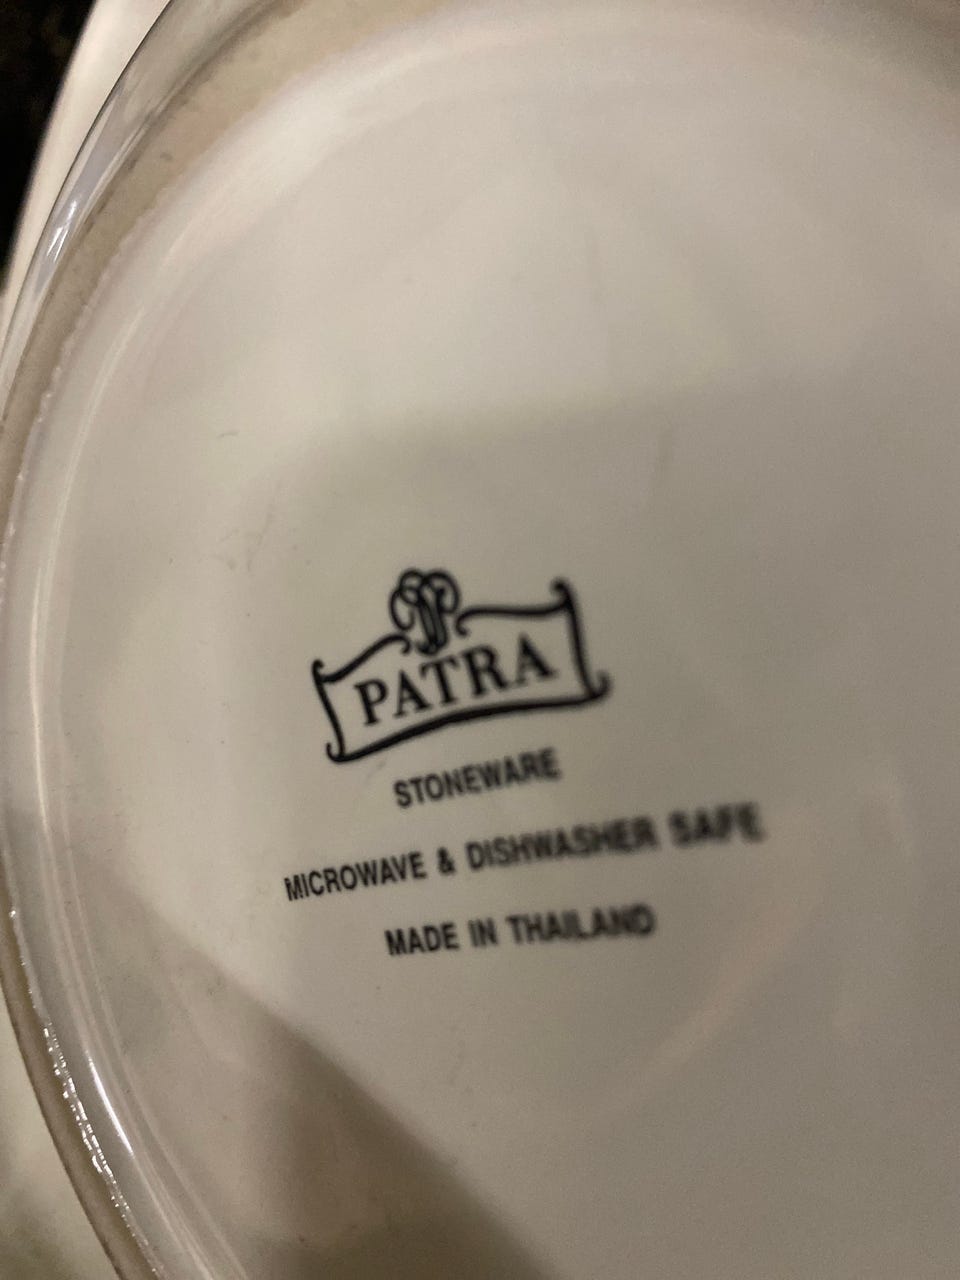 PATRA
STONEWARE
MICROWAVE & DISHWASHER SAFE
MADE IN THAILAND